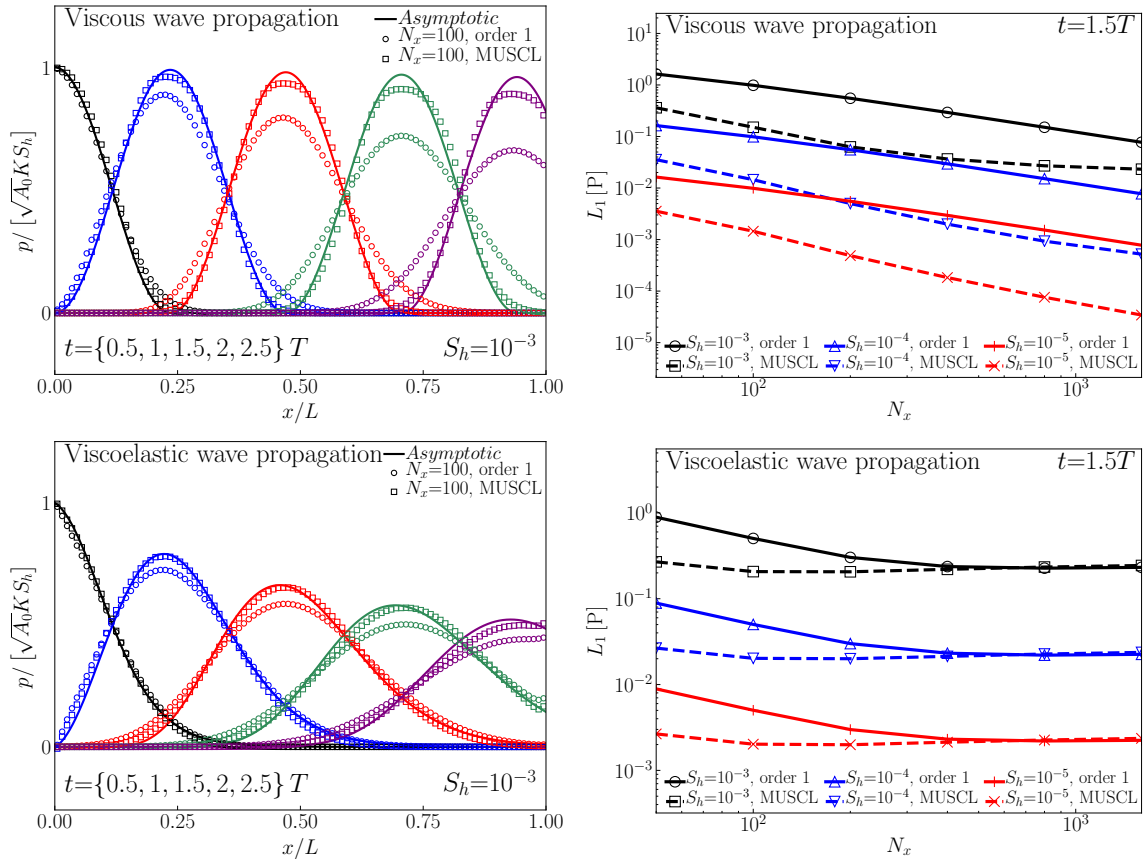 Viscous wave propagation
Asymptotic
N_x=100, order 1
N_x=100, MUSCL
p/ [√A_0 K S_h]
1
0
t={0.5, 1, 1.5, 2, 2.5} T
S_h=10^{-3}
0.00 0.25 0.50 0.75 1.00
x/L
Viscous wave propagation
t=1.5T
L_1 [P]
10^1
10^0
10^{-1}
10^{-2}
10^{-3}
10^{-4}
10^{-5}
S_h=10^{-3}, order 1 S_h=10^{-4}, order 1 S_h=10^{-5}, order 1
S_h=10^{-3}, MUSCL S_h=10^{-4}, MUSCL S_h=10^{-5}, MUSCL
10^2 10^3
N_x
Viscoelastic wave propagation
Asymptotic
N_x=100, order 1
N_x=100, MUSCL
p/ [√A_0 K S_h]
1
0
t={0.5, 1, 1.5, 2, 2.5} T
S_h=10^{-3}
0.00 0.25 0.50 0.75 1.00
x/L
Viscoelastic wave propagation
t=1.5T
L_1 [P]
10^0
10^{-1}
10^{-2}
10^{-3}
S_h=10^{-3}, order 1 S_h=10^{-4}, order 1 S_h=10^{-5}, order 1
S_h=10^{-3}, MUSCL S_h=10^{-4}, MUSCL S_h=10^{-5}, MUSCL
10^2 10^3
N_x